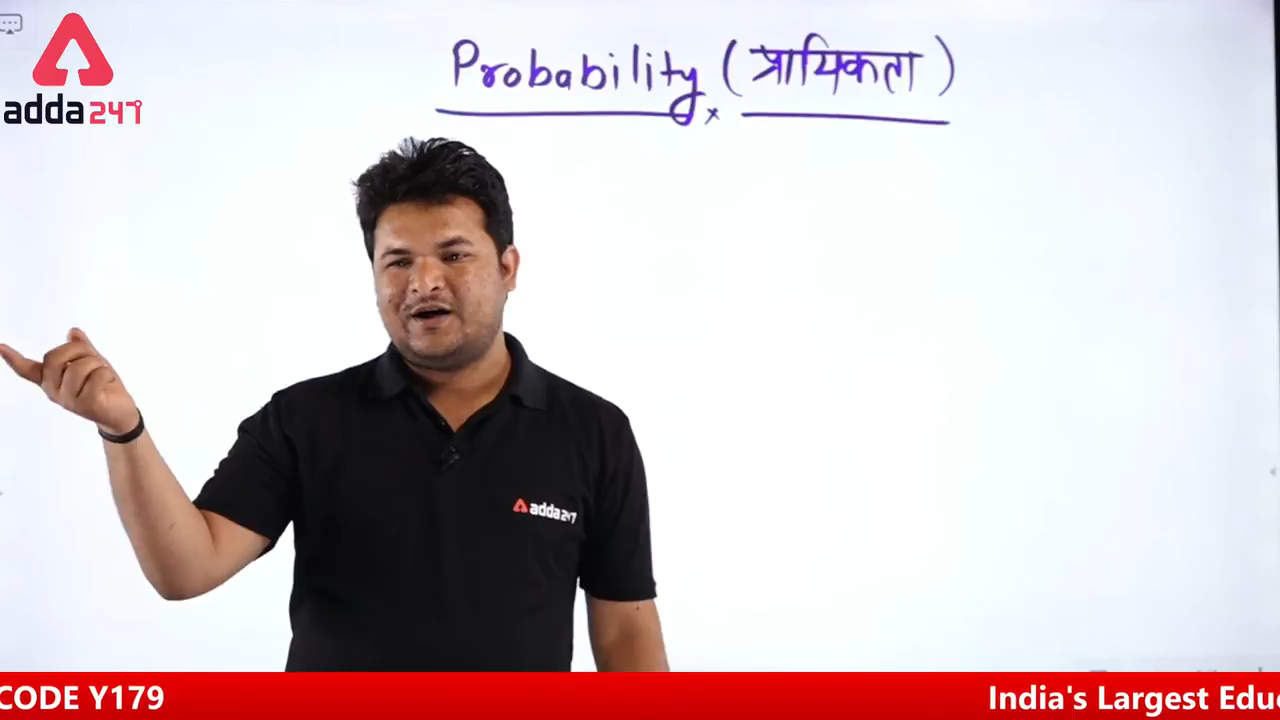 Probability (प्रायिकता)
adda247
adda247
CODE Y179
India's Largest Edu